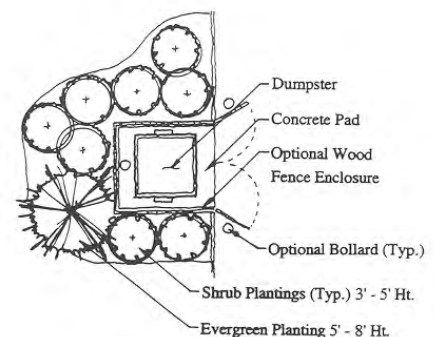 Dumpster
Concrete Pad
Optional Wood
Fence Enclosure
Optional Bollard (Typ.)
Shrub Plantings (Typ.) 3' - 5' Ht.
Evergreen Planting 5' - 8' Ht.